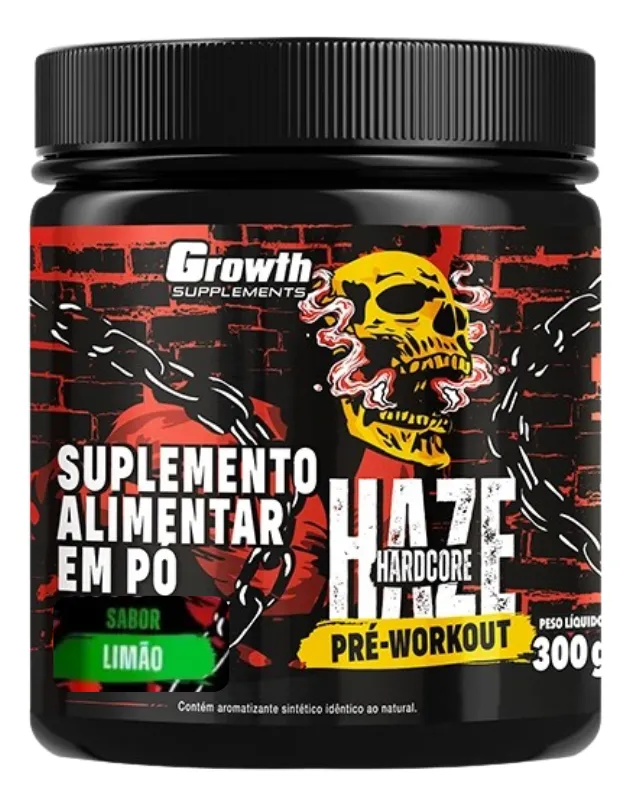 Growth
SUPPLEMENTS
SUPLEMENTO
ALIMENTAR
EM PÓ
SABOR
LIMÃO
HAZE
HARDCORE
PRÉ-WORKOUT
PESO LÍQUIDO
300g
Contém aromatizante sintético idêntico ao natural.